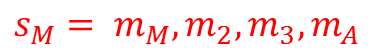 s_M = m_M, m_2, m_3, m_A